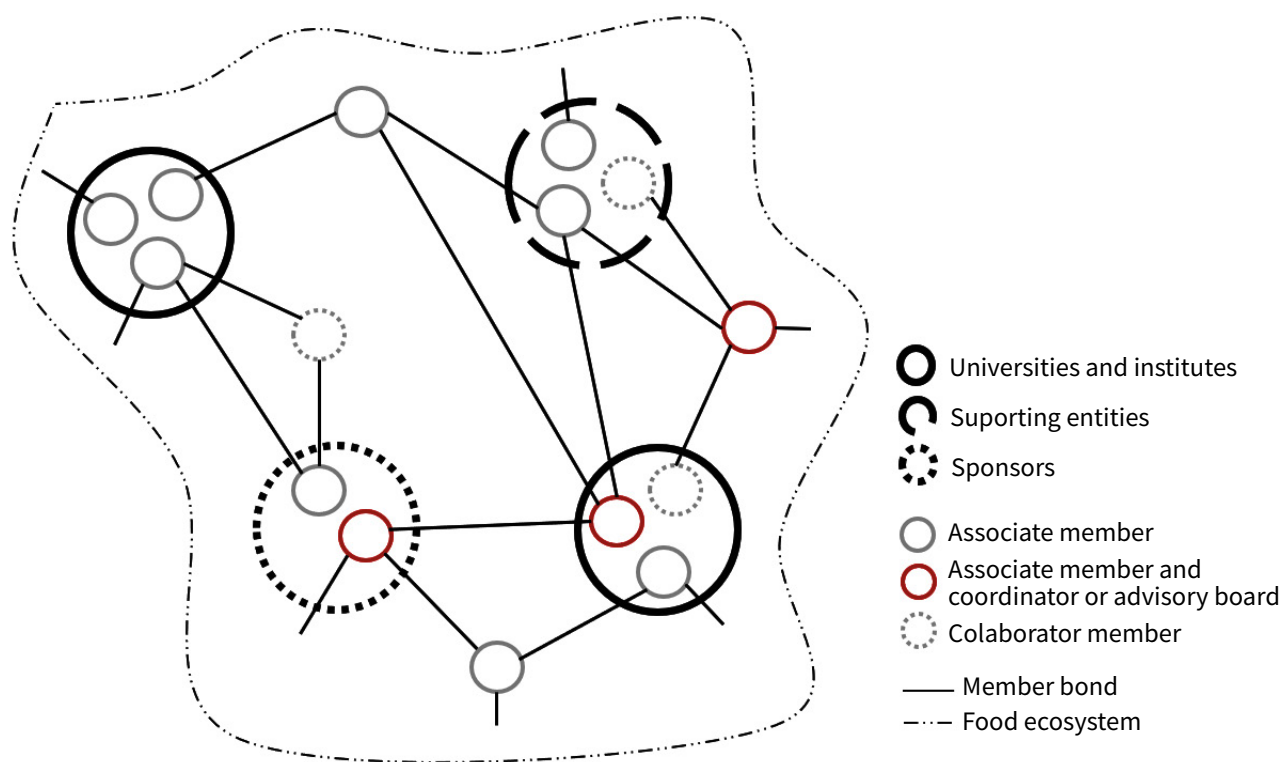 Universities and institutes
Suporting entities
Sponsors
Associate member
Associate member and
coordinator or advisory board
Colaborator member
Member bond
Food ecosystem